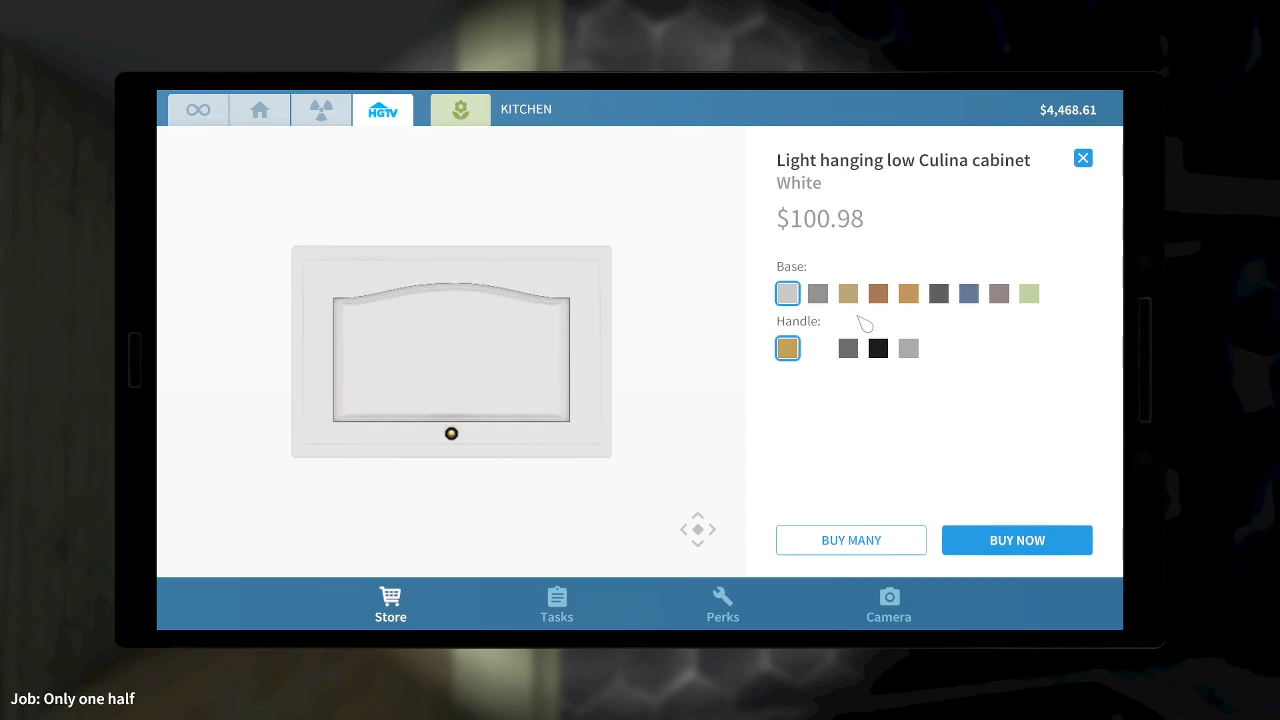 HGTV
KITCHEN
$4,468.61
Light hanging low Culina cabinet
White
$100.98
Base:
Handle:
BUY MANY
BUY NOW
Store
Tasks
Perks
Camera
Job: Only one half